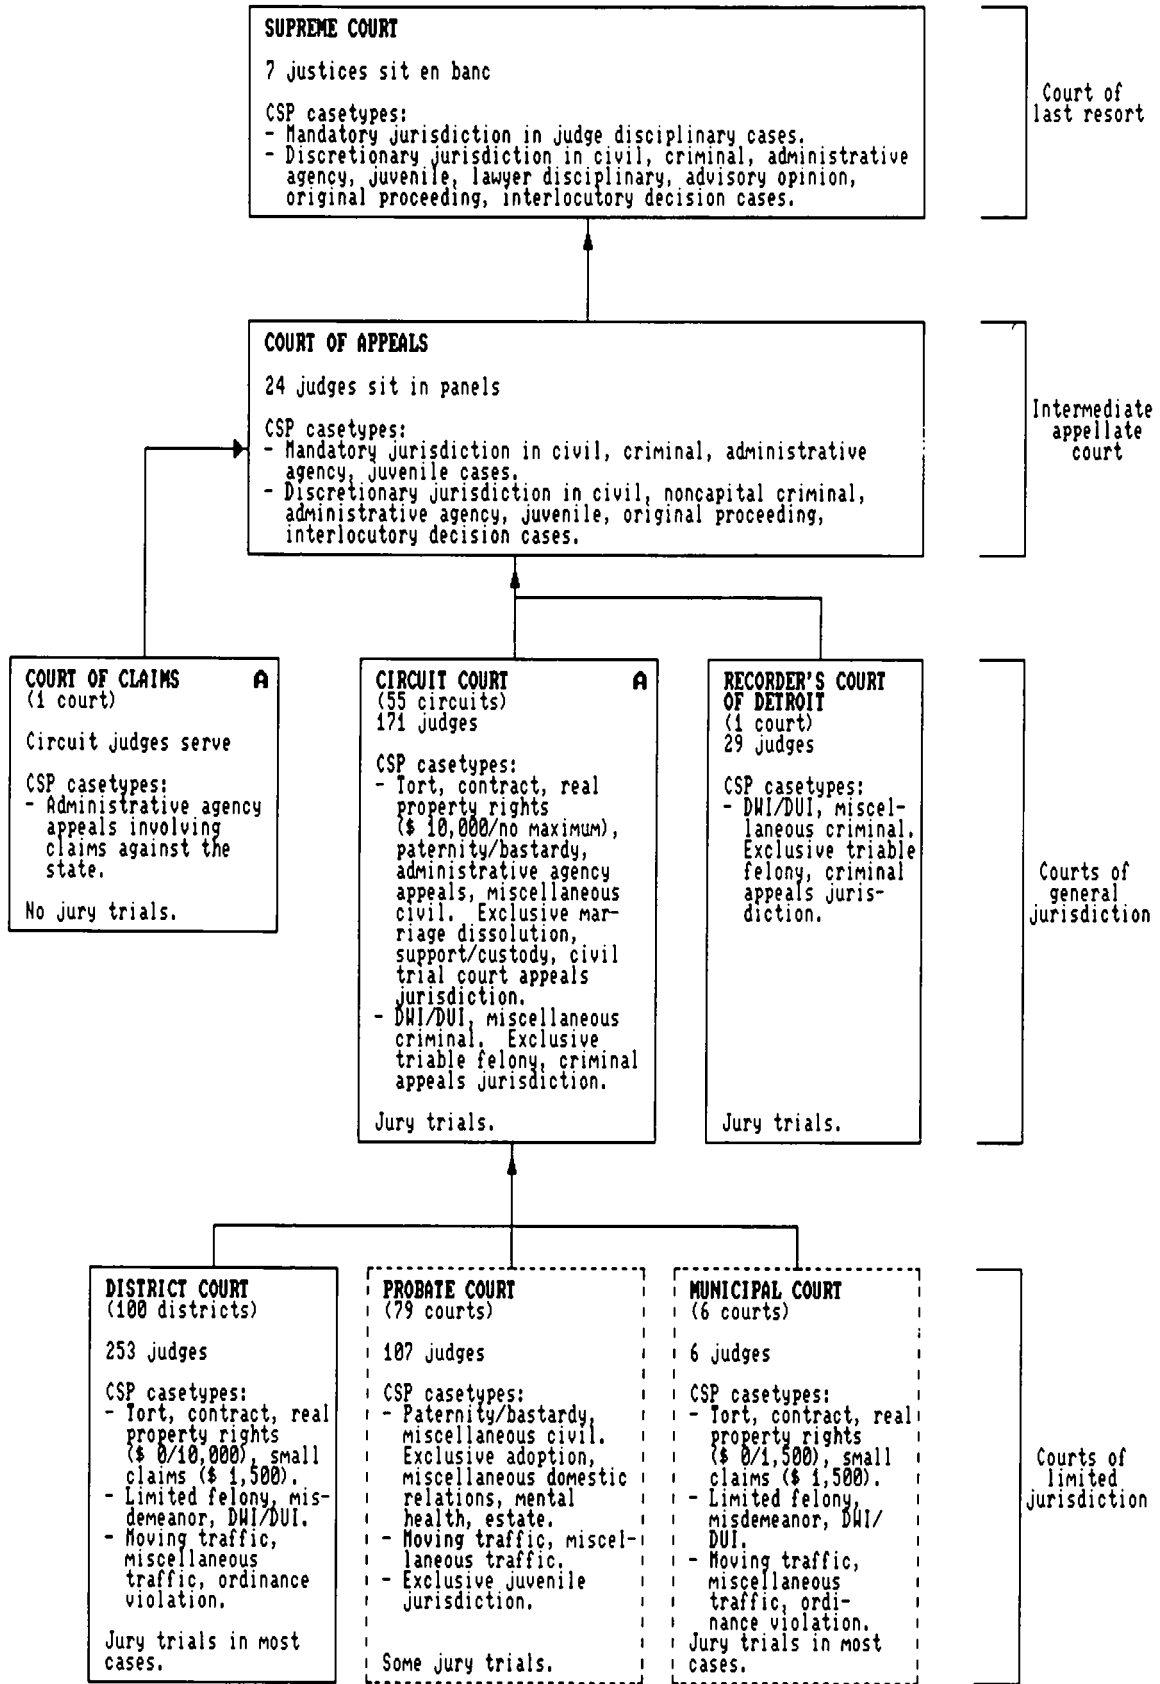 SUPREME COURT
7 justices sit en banc
CSP casetypes:
- Mandatory jurisdiction in judge disciplinary cases.
- Discretionary jurisdiction in civil, criminal, administrative
agency, juvenile, lawyer disciplinary, advisory opinion,
original proceeding, interlocutory decision cases.
Court of
last resort
COURT OF APPEALS
24 judges sit in panels
CSP casetypes:
- Mandatory jurisdiction in civil, criminal, administrative
agency, juvenile cases.
- Discretionary jurisdiction in civil, noncapital criminal,
administrative agency, juvenile, original proceeding,
interlocutory decision cases.
Intermediate
appellate
court
COURT OF CLAIMS A
(1 court)
Circuit judges serve
CSP casetypes:
- Administrative agency
appeals involving
claims against the
state.
No jury trials.
CIRCUIT COURT A
(55 circuits)
171 judges
CSP casetypes:
- Tort, contract, real
property rights
($ 10,000/no maximum),
paternity/bastardy,
administrative agency
appeals, miscellaneous
civil. Exclusive mar-
riage dissolution,
support/custody, civil
trial court appeals
jurisdiction.
- DWI/DUI, miscellaneous
criminal. Exclusive
triable felony, criminal
appeals jurisdiction.
Jury trials.
RECORDER'S COURT
OF DETROIT
(1 court)
29 judges
CSP casetypes:
- DWI/DUI, miscel-
laneous criminal.
Exclusive triable
felony, criminal
appeals juris-
diction.
Jury trials.
Courts of
general
jurisdiction
DISTRICT COURT
(100 districts)
253 judges
CSP casetypes:
- Tort, contract, real
property rights
($ 0/10,000), small
claims ($ 1,500).
- Limited felony, mis-
demeanor, DWI/DUI.
- Moving traffic,
miscellaneous
traffic, ordinance
violation.
Jury trials in most
cases.
PROBATE COURT
(79 courts)
107 judges
CSP casetypes:
- Paternity/bastardy,
miscellaneous civil.
Exclusive adoption,
miscellaneous domestic
relations, mental
health, estate.
- Moving traffic, miscel-
laneous traffic.
- Exclusive juvenile
jurisdiction.
Some jury trials.
MUNICIPAL COURT
(6 courts)
6 judges
CSP casetypes:
- Tort, contract, real
property rights
($ 0/1,500), small
claims ($ 1,500).
- Limited felony,
misdemeanor, DWI/
DUI.
- Moving traffic,
miscellaneous
traffic, ordi-
nance violation.
Jury trials in most
cases.
Courts of
limited
jurisdiction